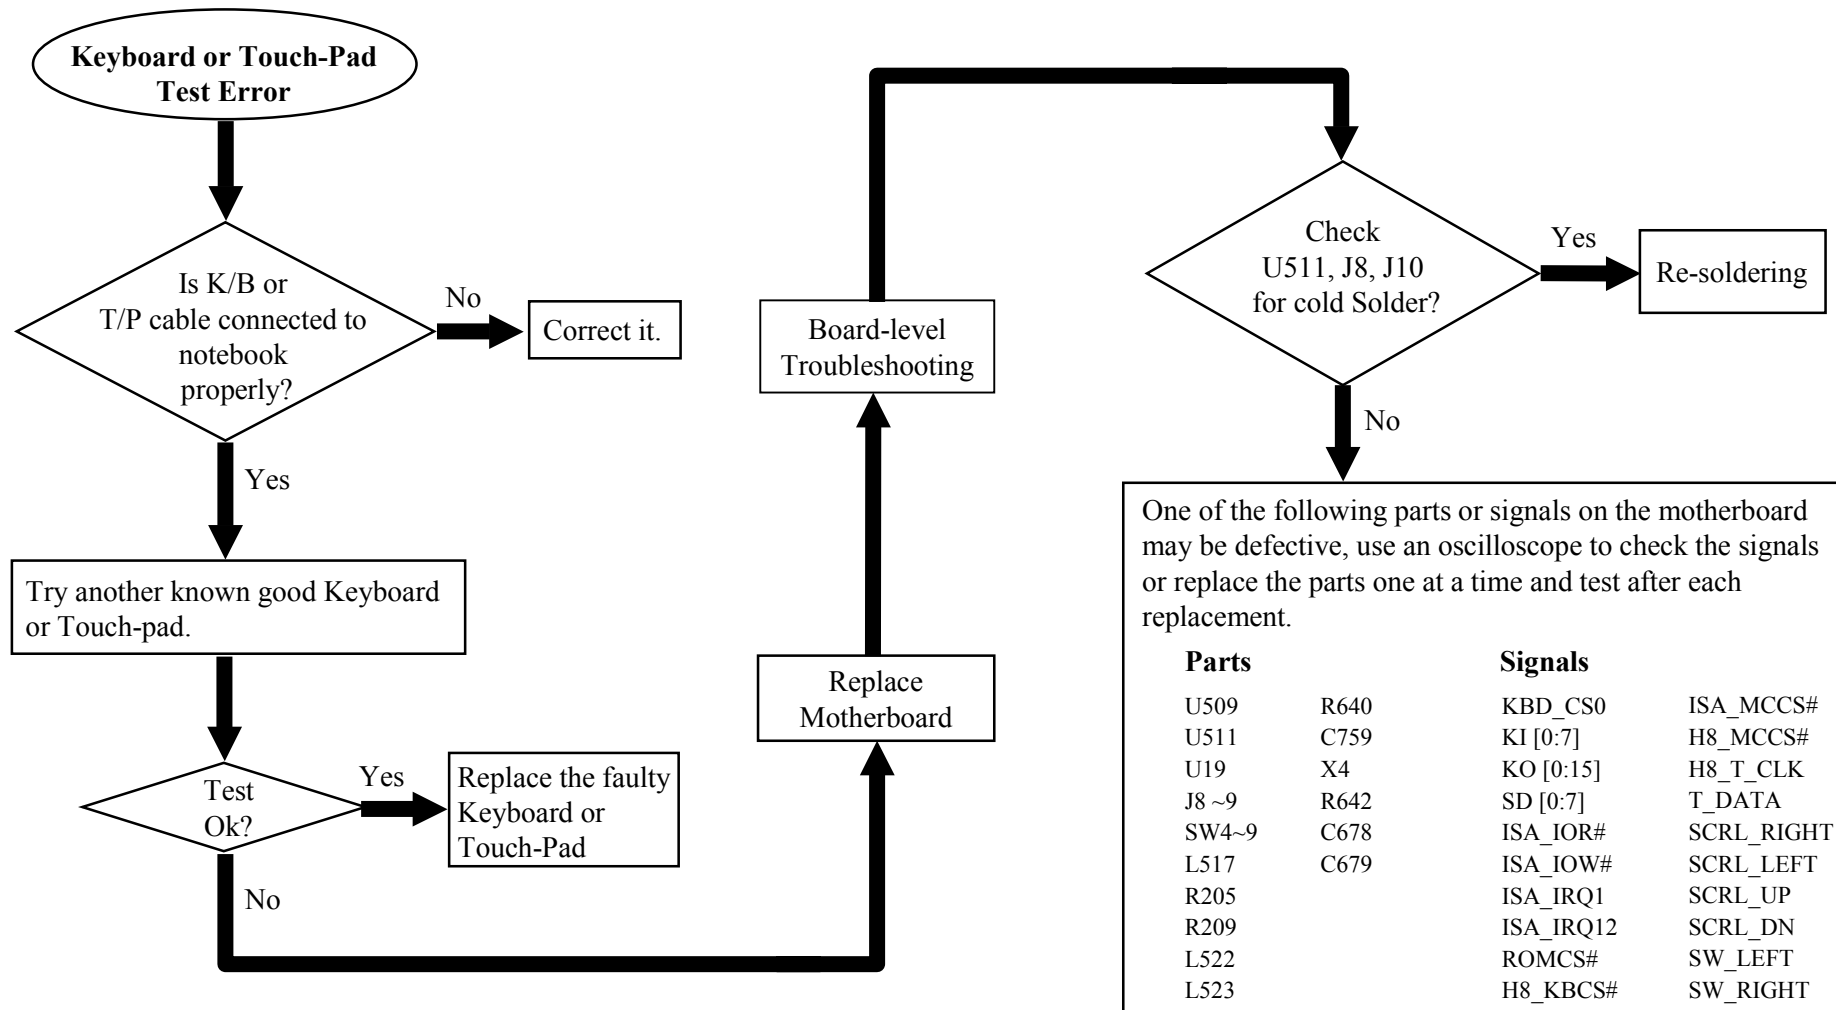 Keyboard or Touch-Pad
Test Error
Is K/B or
T/P cable connected to
notebook
properly?
No
Correct it.
Yes
Try another known good Keyboard
or Touch-pad.
Test
Ok?
Yes
Replace the faulty
Keyboard or
Touch-Pad
No
Replace
Motherboard
Board-level
Troubleshooting
Check
U511, J8, J10
for cold Solder?
Yes
Re-soldering
No
One of the following parts or signals on the motherboard
may be defective, use an oscilloscope to check the signals
or replace the parts one at a time and test after each
replacement.
Parts Signals
U509 R640 KBD_CS0 ISA_MCCS#
U511 C759 KI [0:7] H8_MCCS#
U19 X4 KO [0:15] H8_T_CLK
J8 ~9 R642 SD [0:7] T_DATA
SW4~9 C678 ISA_IOR# SCRL_RIGHT
L517 C679 ISA_IOW# SCRL_LEFT
R205 ISA_IRQ1 SCRL_UP
R209 ISA_IRQ12 SCRL_DN
L522 ROMCS# SW_LEFT
L523 H8_KBCS# SW_RIGHT